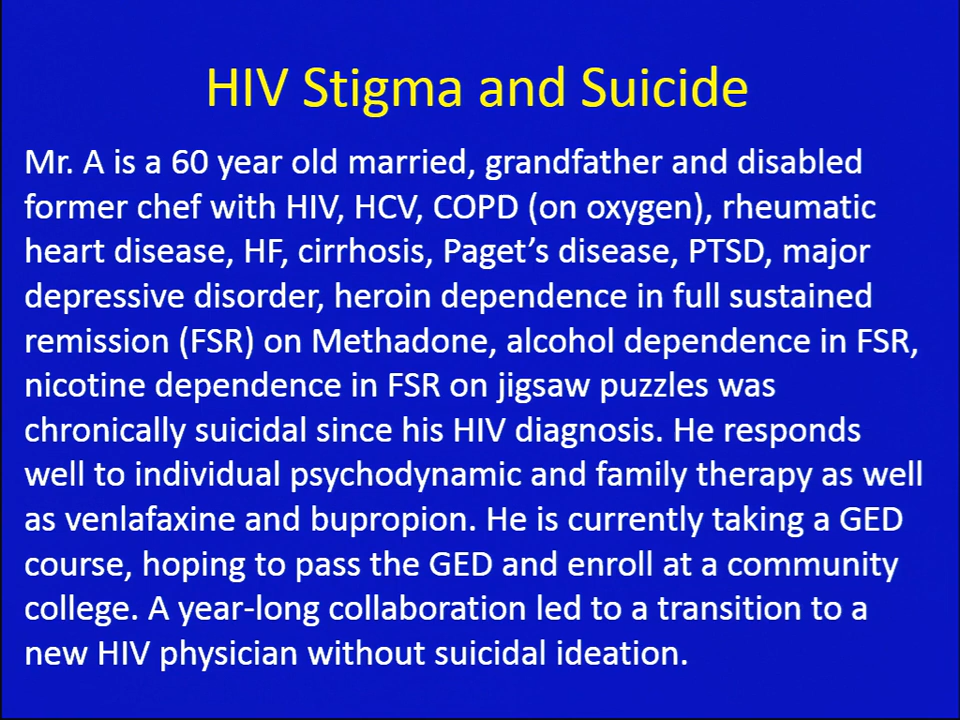 HIV Stigma and Suicide
Mr. A is a 60 year old married, grandfather and disabled
former chef with HIV, HCV, COPD (on oxygen), rheumatic
heart disease, HF, cirrhosis, Paget’s disease, PTSD, major
depressive disorder, heroin dependence in full sustained
remission (FSR) on Methadone, alcohol dependence in FSR,
nicotine dependence in FSR on jigsaw puzzles was
chronically suicidal since his HIV diagnosis. He responds
well to individual psychodynamic and family therapy as well
as venlafaxine and bupropion. He is currently taking a GED
course, hoping to pass the GED and enroll at a community
college. A year-long collaboration led to a transition to a
new HIV physician without suicidal ideation.